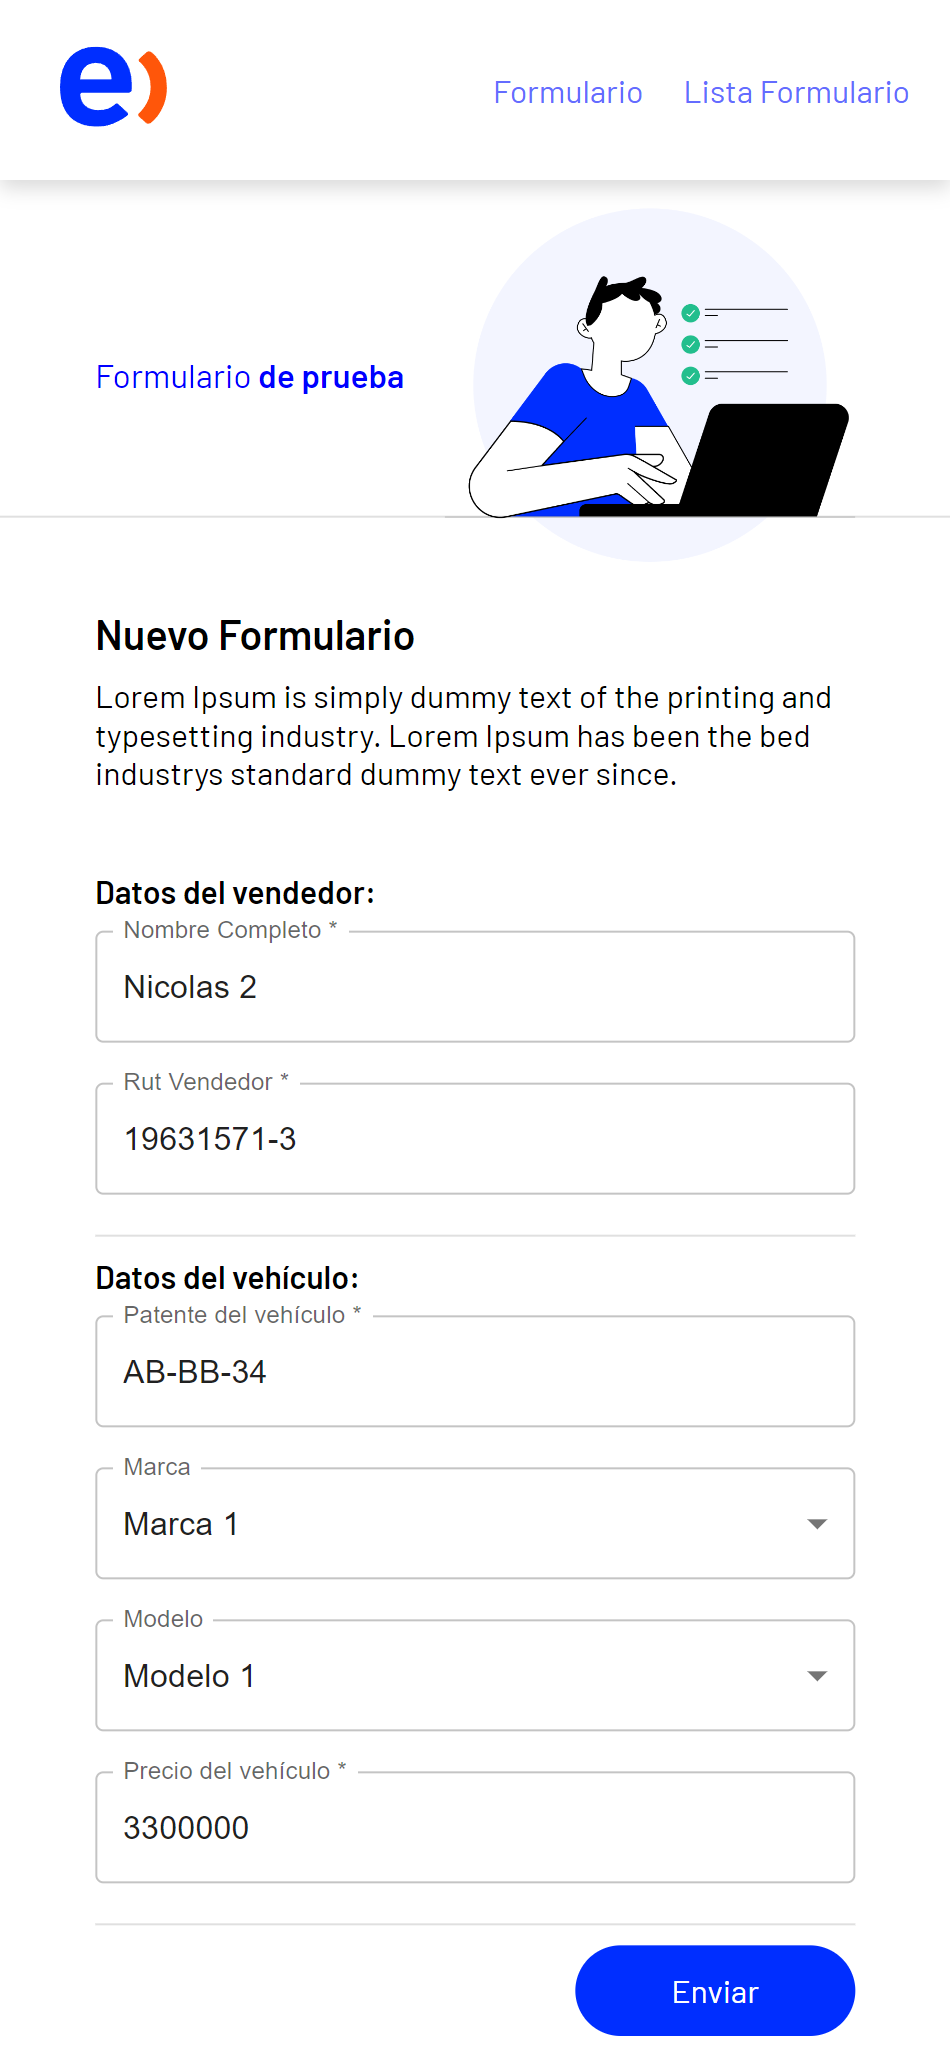 e)
Formulario Lista Formulario
Formulario de prueba
Nuevo Formulario
Lorem Ipsum is simply dummy text of the printing and
typesetting industry. Lorem Ipsum has been the bed
industrys standard dummy text ever since.
Datos del vendedor:
Nombre Completo *
Nicolas 2
Rut Vendedor *
19631571-3
Datos del vehículo:
Patente del vehículo *
AB-BB-34
Marca
Marca 1
Modelo
Modelo 1
Precio del vehículo *
3300000
Enviar